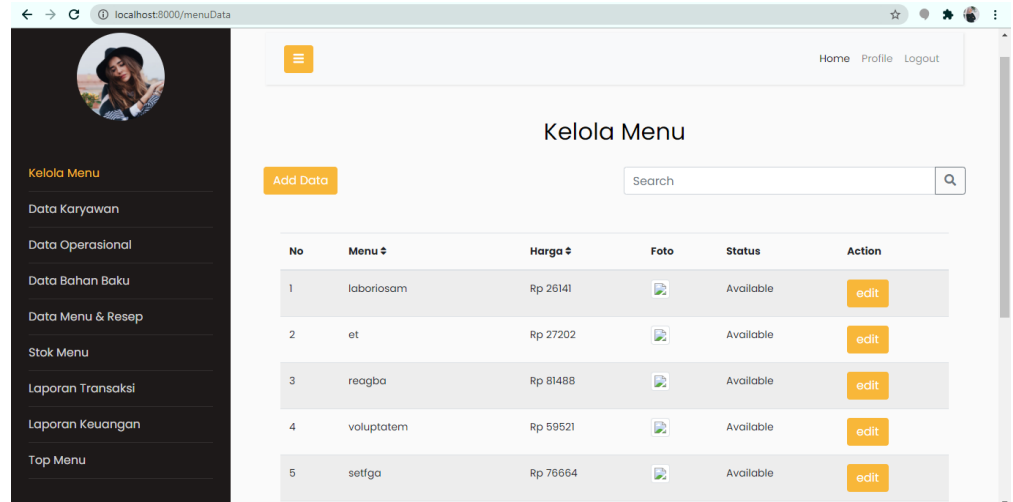 localhost:8000/menuData
Home Profile Logout
Kelola Menu
Add Data
Search
Kelola Menu
Data Karyawan
Data Operasional
Data Bahan Baku
Data Menu & Resep
Stok Menu
Laporan Transaksi
Laporan Keuangan
Top Menu
No Menu Harga Foto Status Action
1 laboriosam Rp 26141 Available edit
2 et Rp 27202 Available edit
3 reagba Rp 81488 Available edit
4 voluptatem Rp 59521 Available edit
5 setfga Rp 76664 Available edit